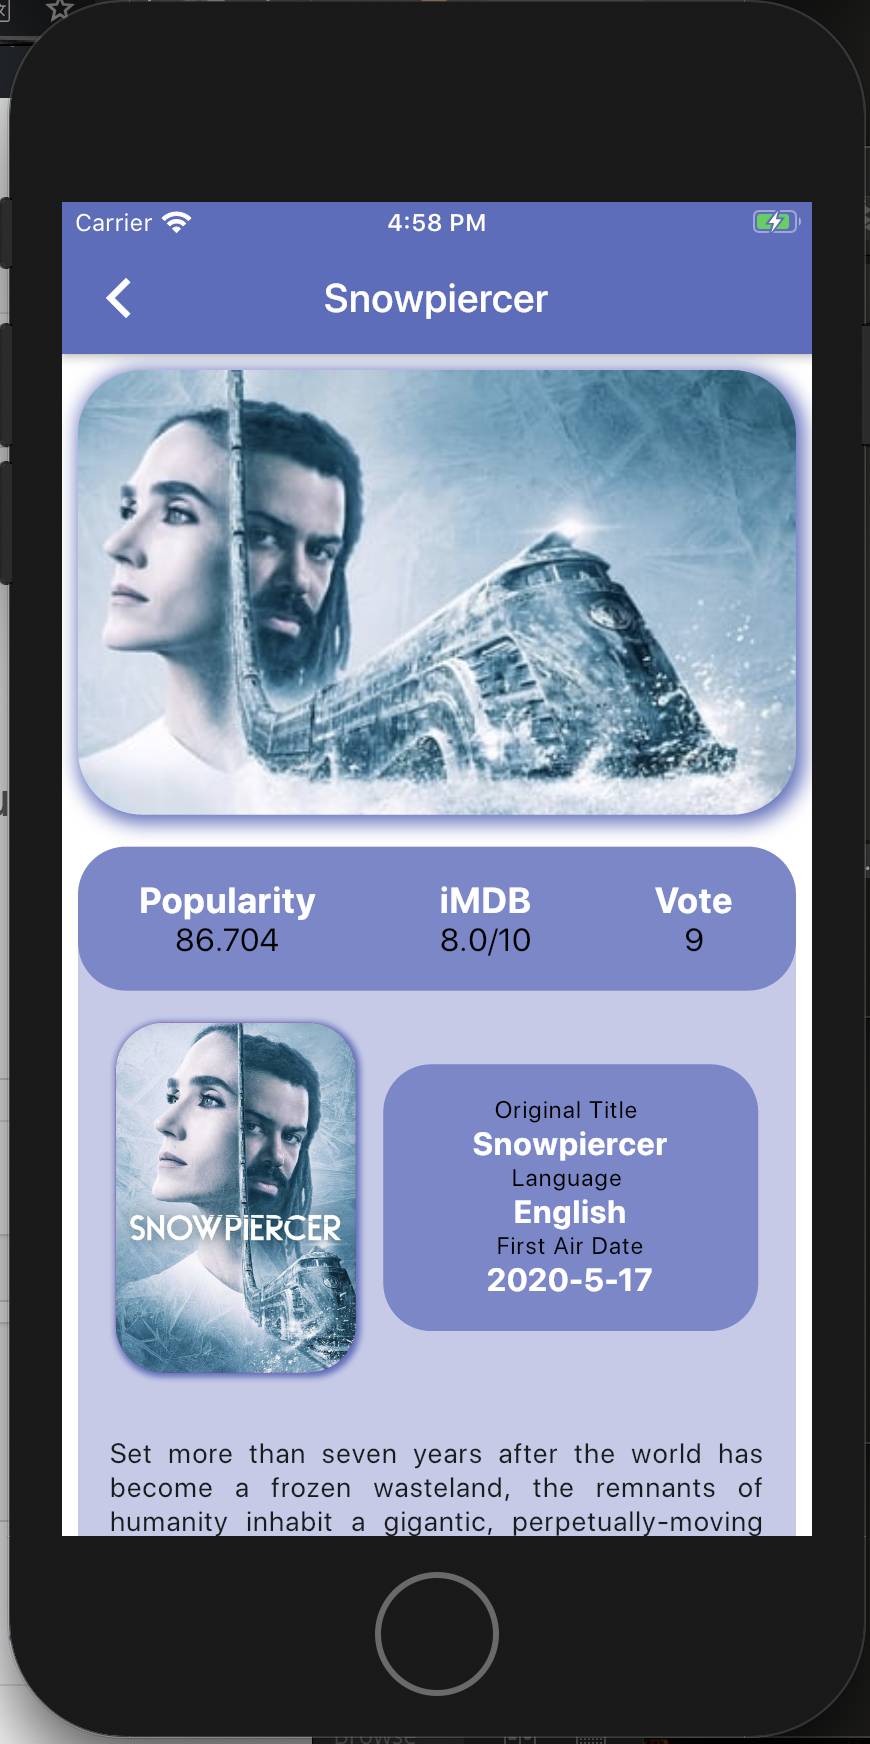 Carrier 4:58 PM
Snowpiercer
Popularity iMDB Vote
86.704 8.0/10 9
SNOWPIERCER
Original Title
Snowpiercer
Language
English
First Air Date
2020-5-17
Set more than seven years after the world has
become a frozen wasteland, the remnants of
humanity inhabit a gigantic, perpetually-moving
Browse